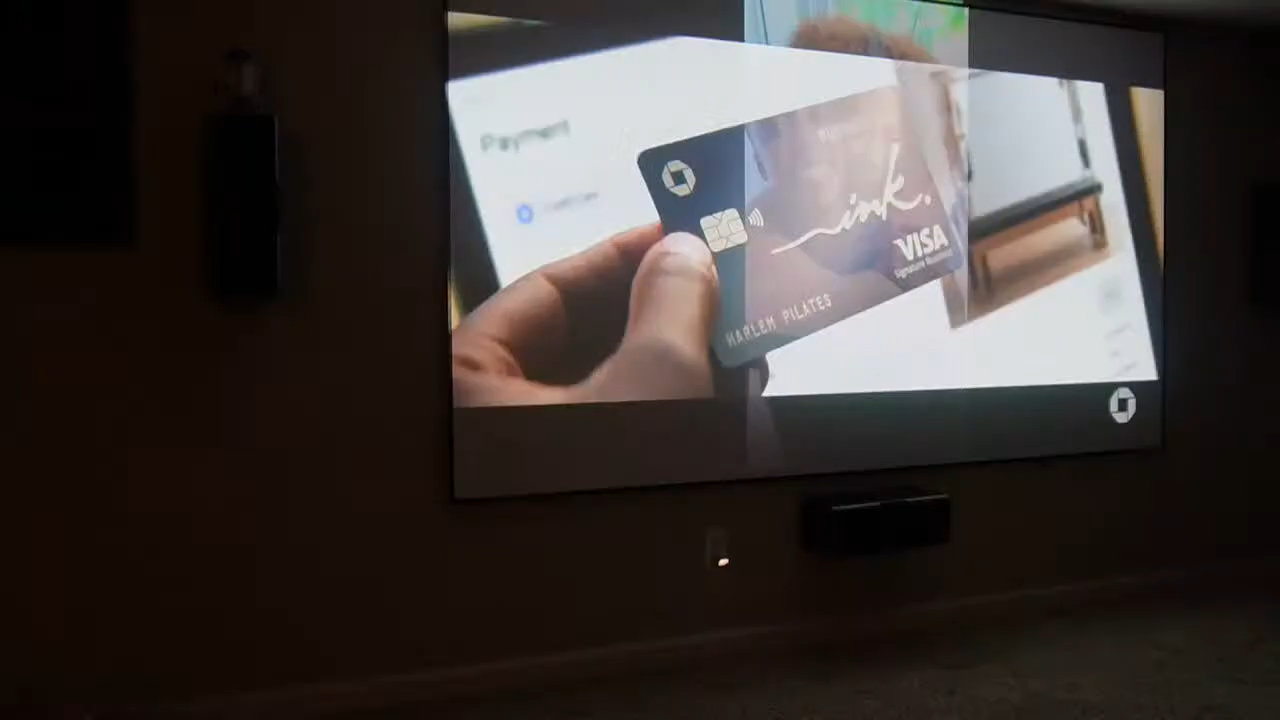 Payment
ink.
VISA
Signature Business
HARLEM PILATES